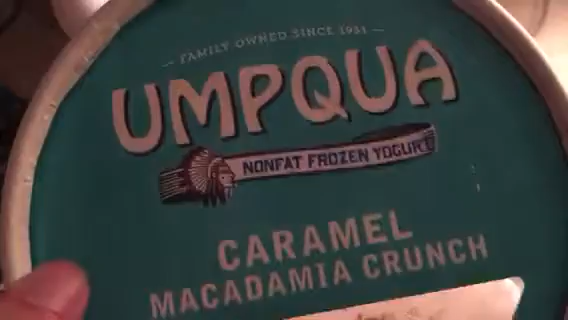 — FAMILY OWNED SINCE 1931 —
UMPQUA
NONFAT FROZEN YOGURT
CARAMEL
MACADAMIA CRUNCH